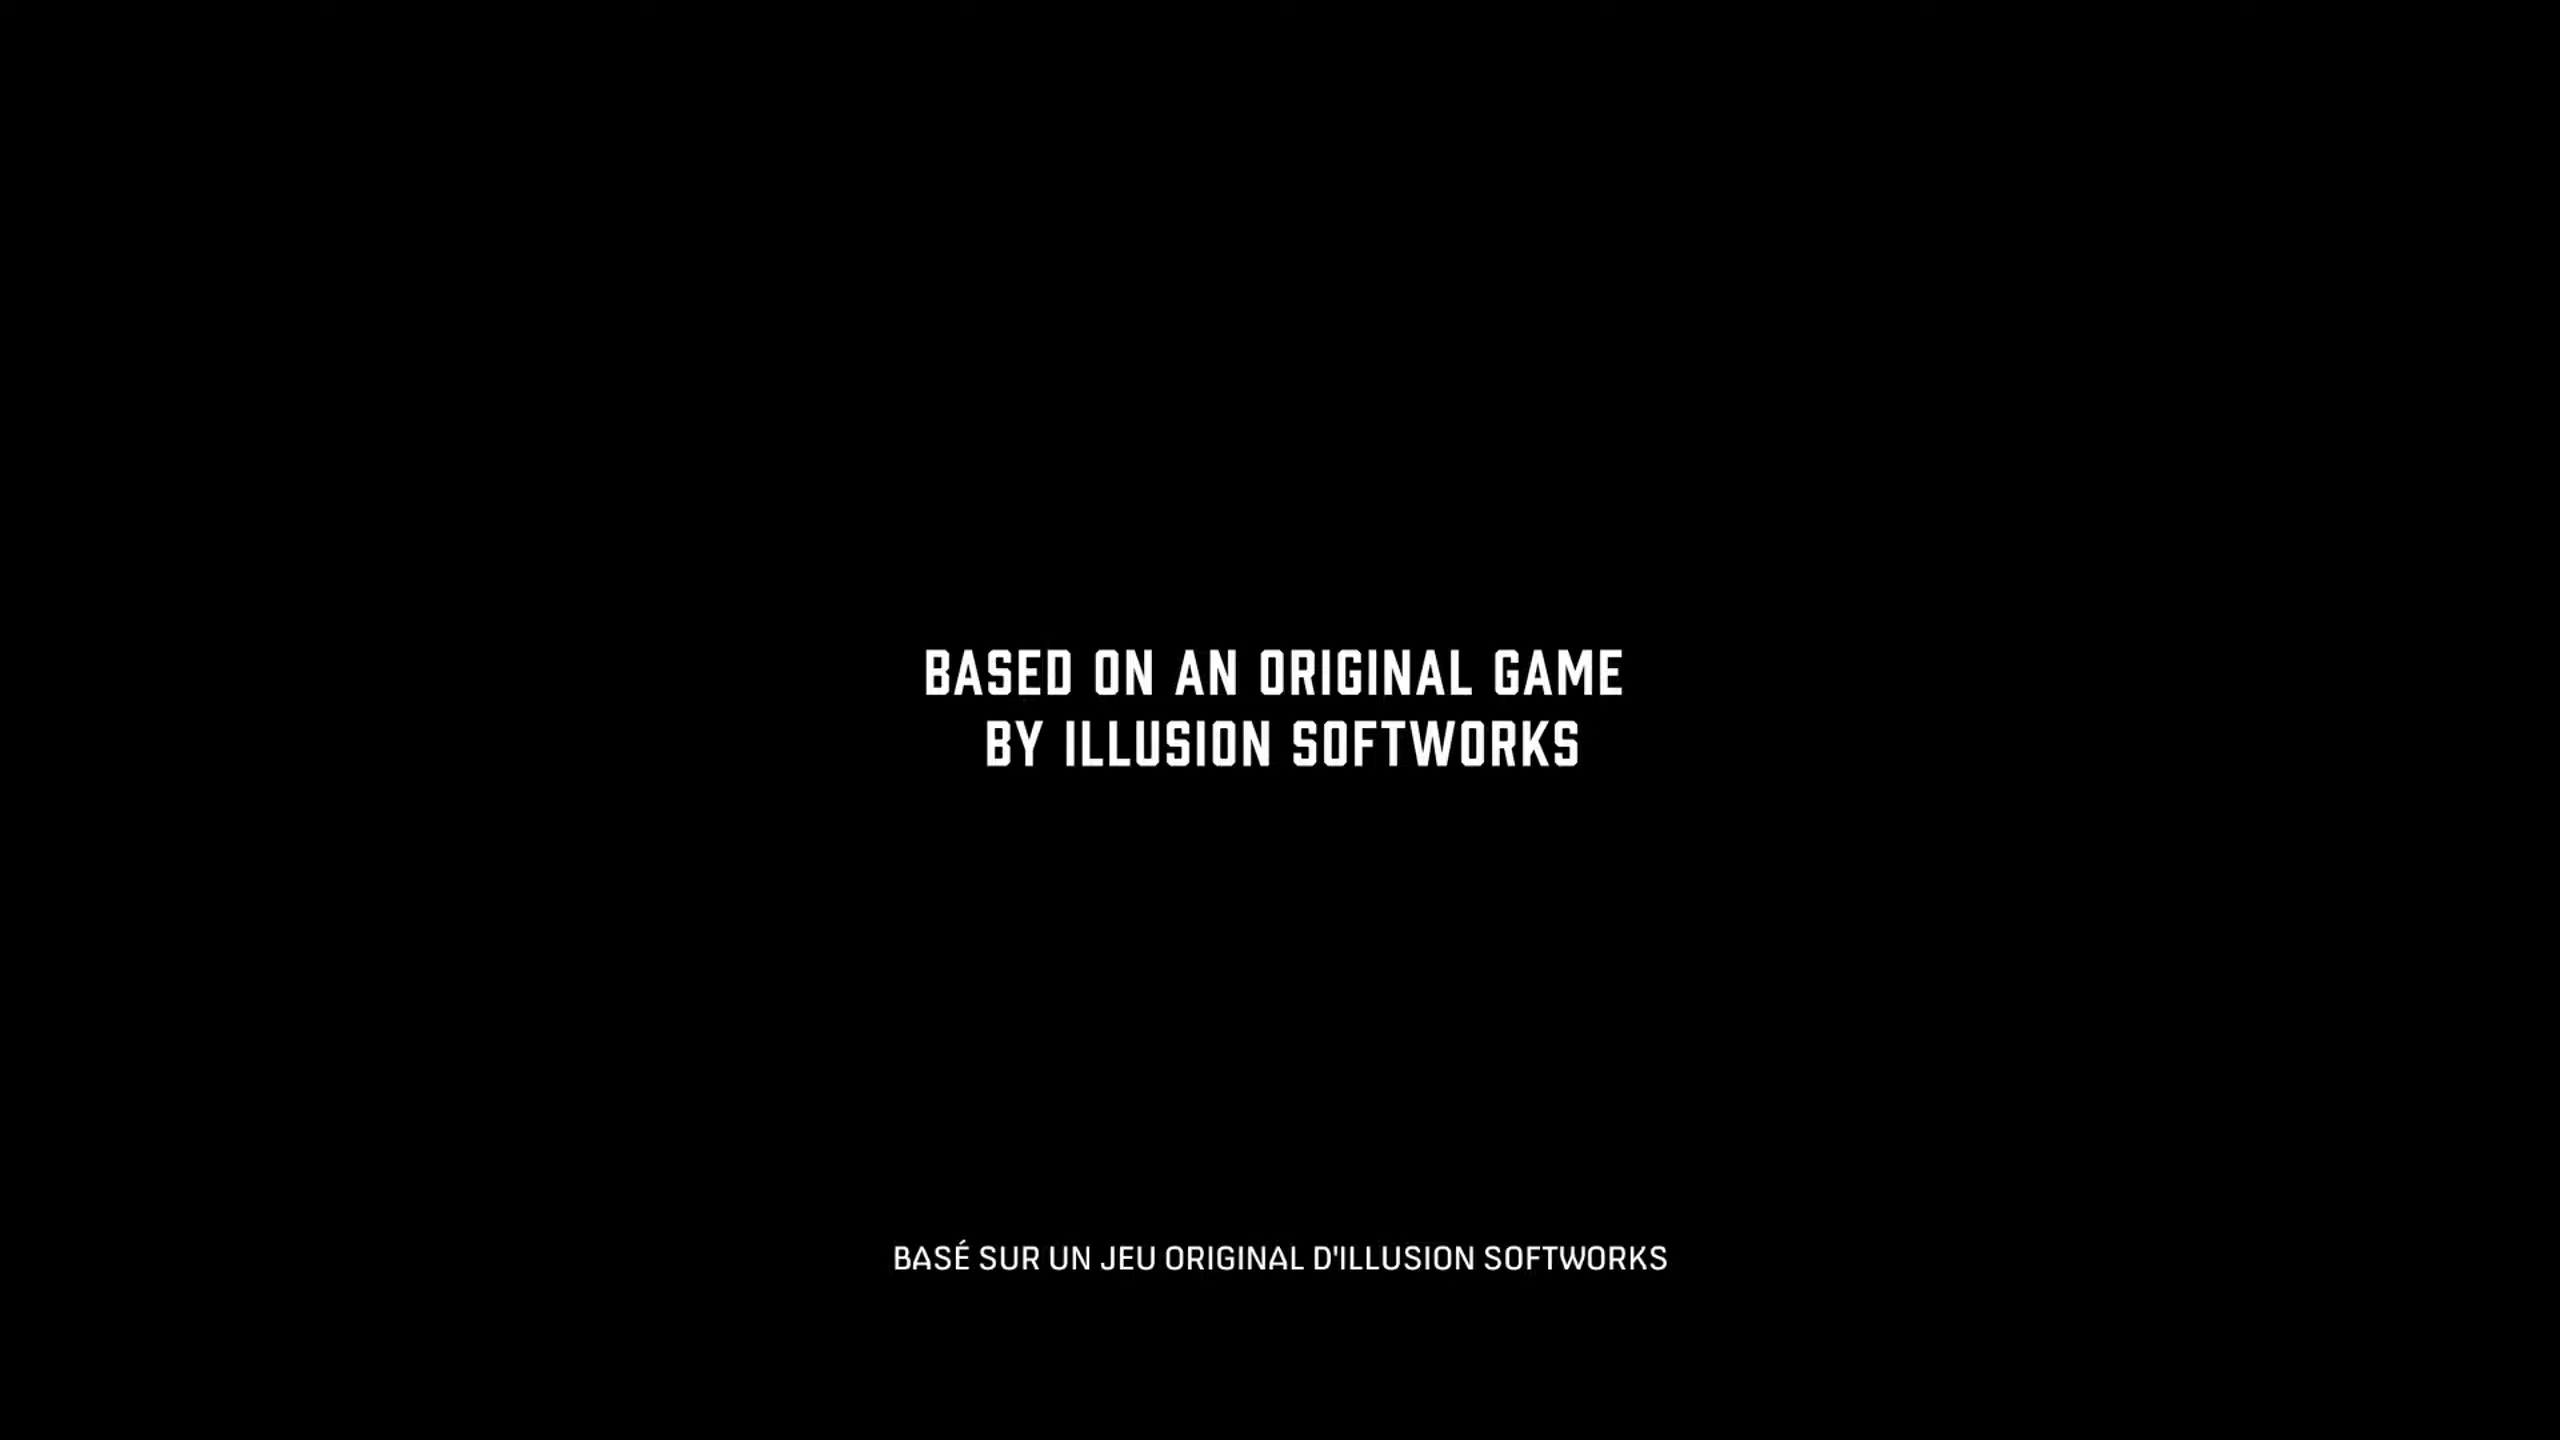 BASED ON AN ORIGINAL GAME
BY ILLUSION SOFTWORKS
BASÉ SUR UN JEU ORIGINAL D'ILLUSION SOFTWORKS